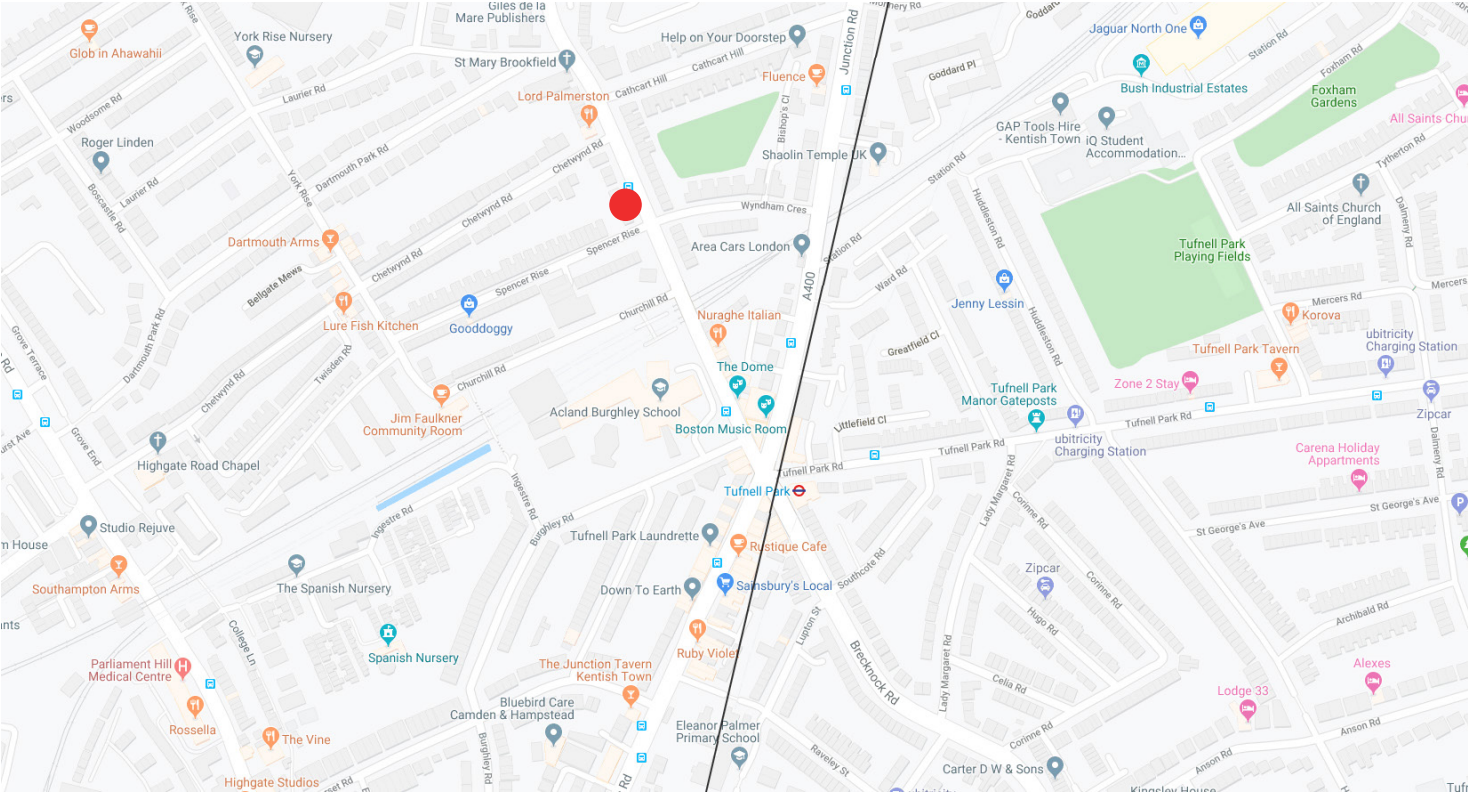 Giles de la
Mare Publishers
York Rise Nursery
Glob in Ahawahii
St Mary Brookfield
Help on Your Doorstep
Cathcart Hill
Cathcart Hill
Junction Rd
Fluence
Jaguar North One
Station Rd
Goddard Pl
Bush Industrial Estates
Foxham Rd
Foxham
Gardens
All Saints Chu
Woodsome Rd
Laurier Rd
Lord Palmerston
Bishop's Cl
GAP Tools Hire
- Kentish Town
iQ Student
Accommodation...
Roger Linden
Dartmouth Park Rd
Chetwynd Rd
Shaolin Temple UK
Station Rd
Tytherton Rd
Boscastle Rd
Laurier Rd
York Rise
Chetwynd Rd
Wyndham Cres
Huddleston Rd
All Saints Church
of England
Dalmeny Rd
Dartmouth Arms
Spencer Rise
Area Cars London
Station Rd
Tufnell Park
Playing Fields
Bellgate Mews
Chetwynd Rd
Spencer Rise
A400
Ward Rd
Mercers
Mercers Rd
Lure Fish Kitchen
Gooddoggy
Churchill Rd
Nuraghe Italian
Jenny Lessin
Huddleston Rd
Korova
Grove Terrace
Dartmouth Park Rd
Twisden Rd
Greatfield Cl
ubitricity
Charging Station
Tufnell Park Tavern
Rd
Chetwynd Rd
Churchill Rd
The Dome
Zone 2 Stay
Tufnell Park
Manor Gateposts
Jim Faulkner
Community Room
Acland Burghley School
Boston Music Room
Littlefield Cl
Tufnell Park Rd
Zipcar
Grove End
ubitricity
Charging Station
Highgate Road Chapel
Tufnell Park Rd
Tufnell Park Rd
Carena Holiday
Appartments
Dalmeny Rd
Ingestre Rd
Tufnell Park
Lady Margaret Rd
Corinne Rd
St George's Ave
St George's Ave
P
Studio Rejuve
Ingestre Rd
Burghley Rd
Tufnell Park Laundrette
Rustique Cafe
Southampton Arms
The Spanish Nursery
Down To Earth
Sainsbury's Local
Southcote Rd
Zipcar
Corinne Rd
Hugo Rd
Archibald Rd
College Ln
Lupton St
Spanish Nursery
Ruby Violet
Brecknock Rd
Lady Margaret Rd
Parliament Hill
Medical Centre
H
The Junction Tavern
Kentish Town
Celia Rd
Alexes
Lodge 33
Rossella
The Vine
Bluebird Care
Camden & Hampstead
Eleanor Palmer
Primary School
Corinne Rd
Anson Rd
Burghley Rd
Raveley St
Carter D W & Sons
Anson Rd
Highgate Studios
Rd
Kingsley House